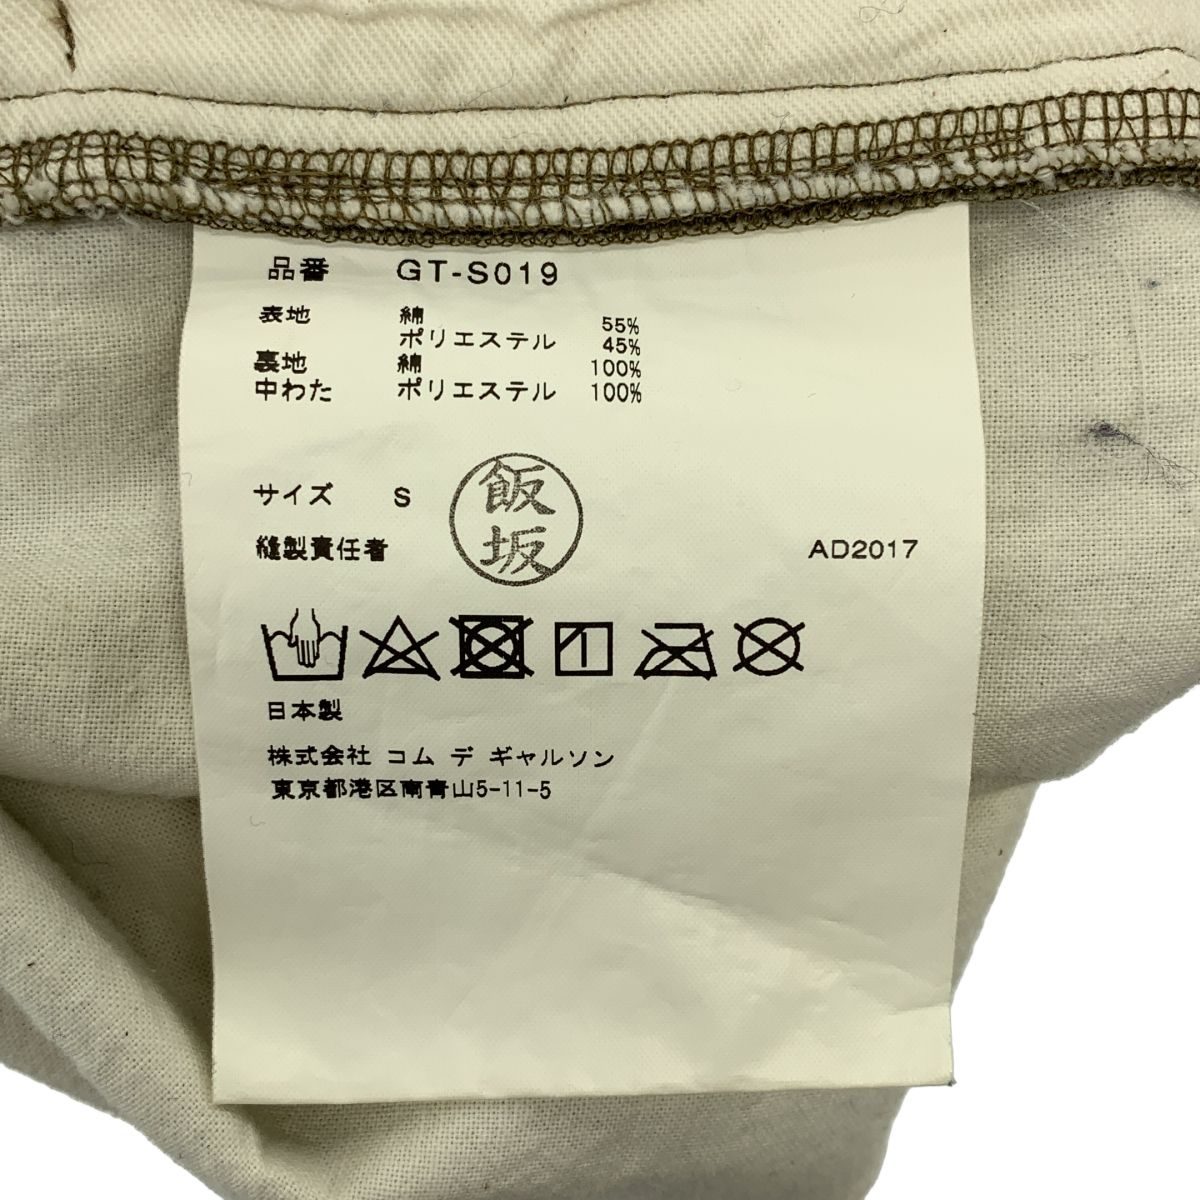 品番 GT-S019
表地 綿 55%
ポリエステル 45%
裏地 綿 100%
中わた ポリエステル 100%
サイズ S
飯坂
縫製責任者
AD2017
1
日本製
株式会社 コム デ ギャルソン
東京都港区南青山5-11-5